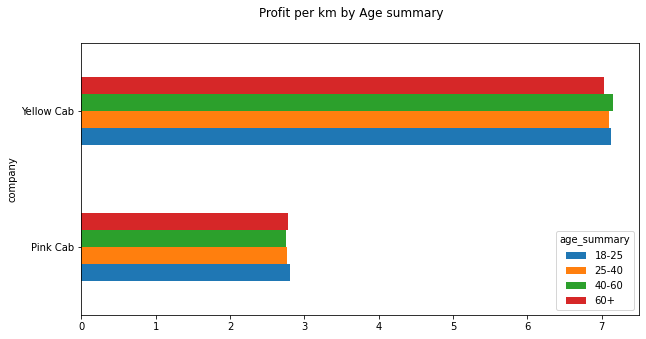 Profit per km by Age summary
Yellow Cab
Pink Cab
company
age_summary
18-25
25-40
40-60
60+
0 1 2 3 4 5 6 7